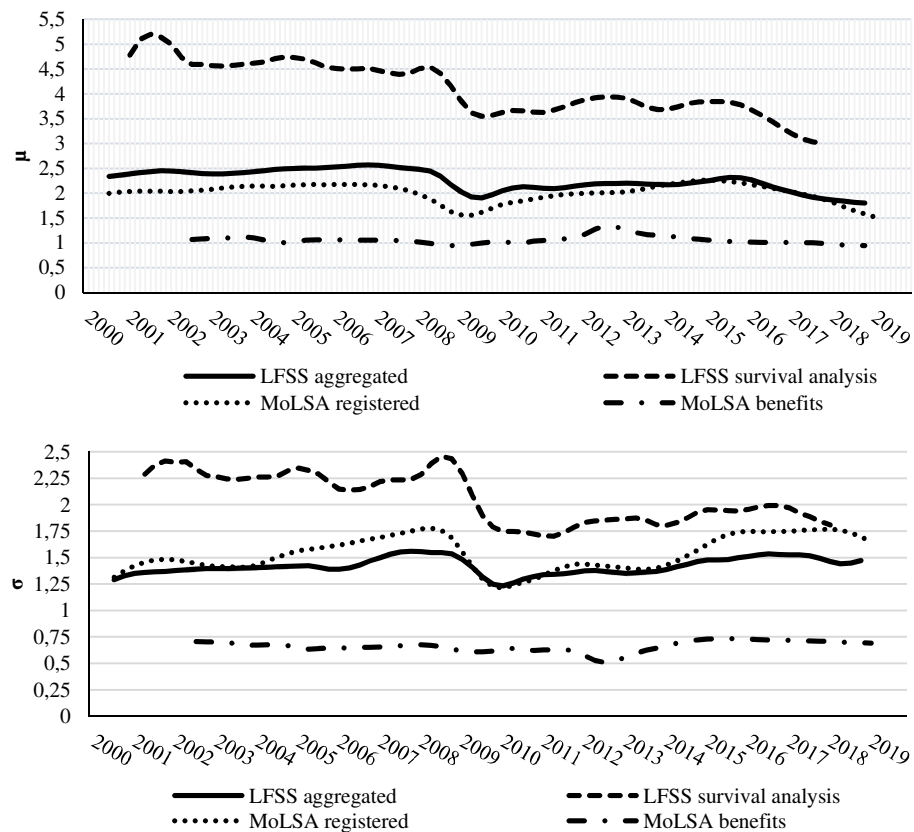 5,5
5
4,5
4
3,5
3
2,5
2
1,5
1
0,5
0
μ
2000 2001 2002 2003 2004 2005 2006 2007 2008 2009 2010 2011 2012 2013 2014 2015 2016 2017 2018 2019
LFSS aggregated LFSS survival analysis
MoLSA registered MoLSA benefits
2,5
2,25
2
1,75
1,5
1,25
1
0,75
0,5
0,25
0
σ
2000 2001 2002 2003 2004 2005 2006 2007 2008 2009 2010 2011 2012 2013 2014 2015 2016 2017 2018 2019
LFSS aggregated LFSS survival analysis
MoLSA registered MoLSA benefits